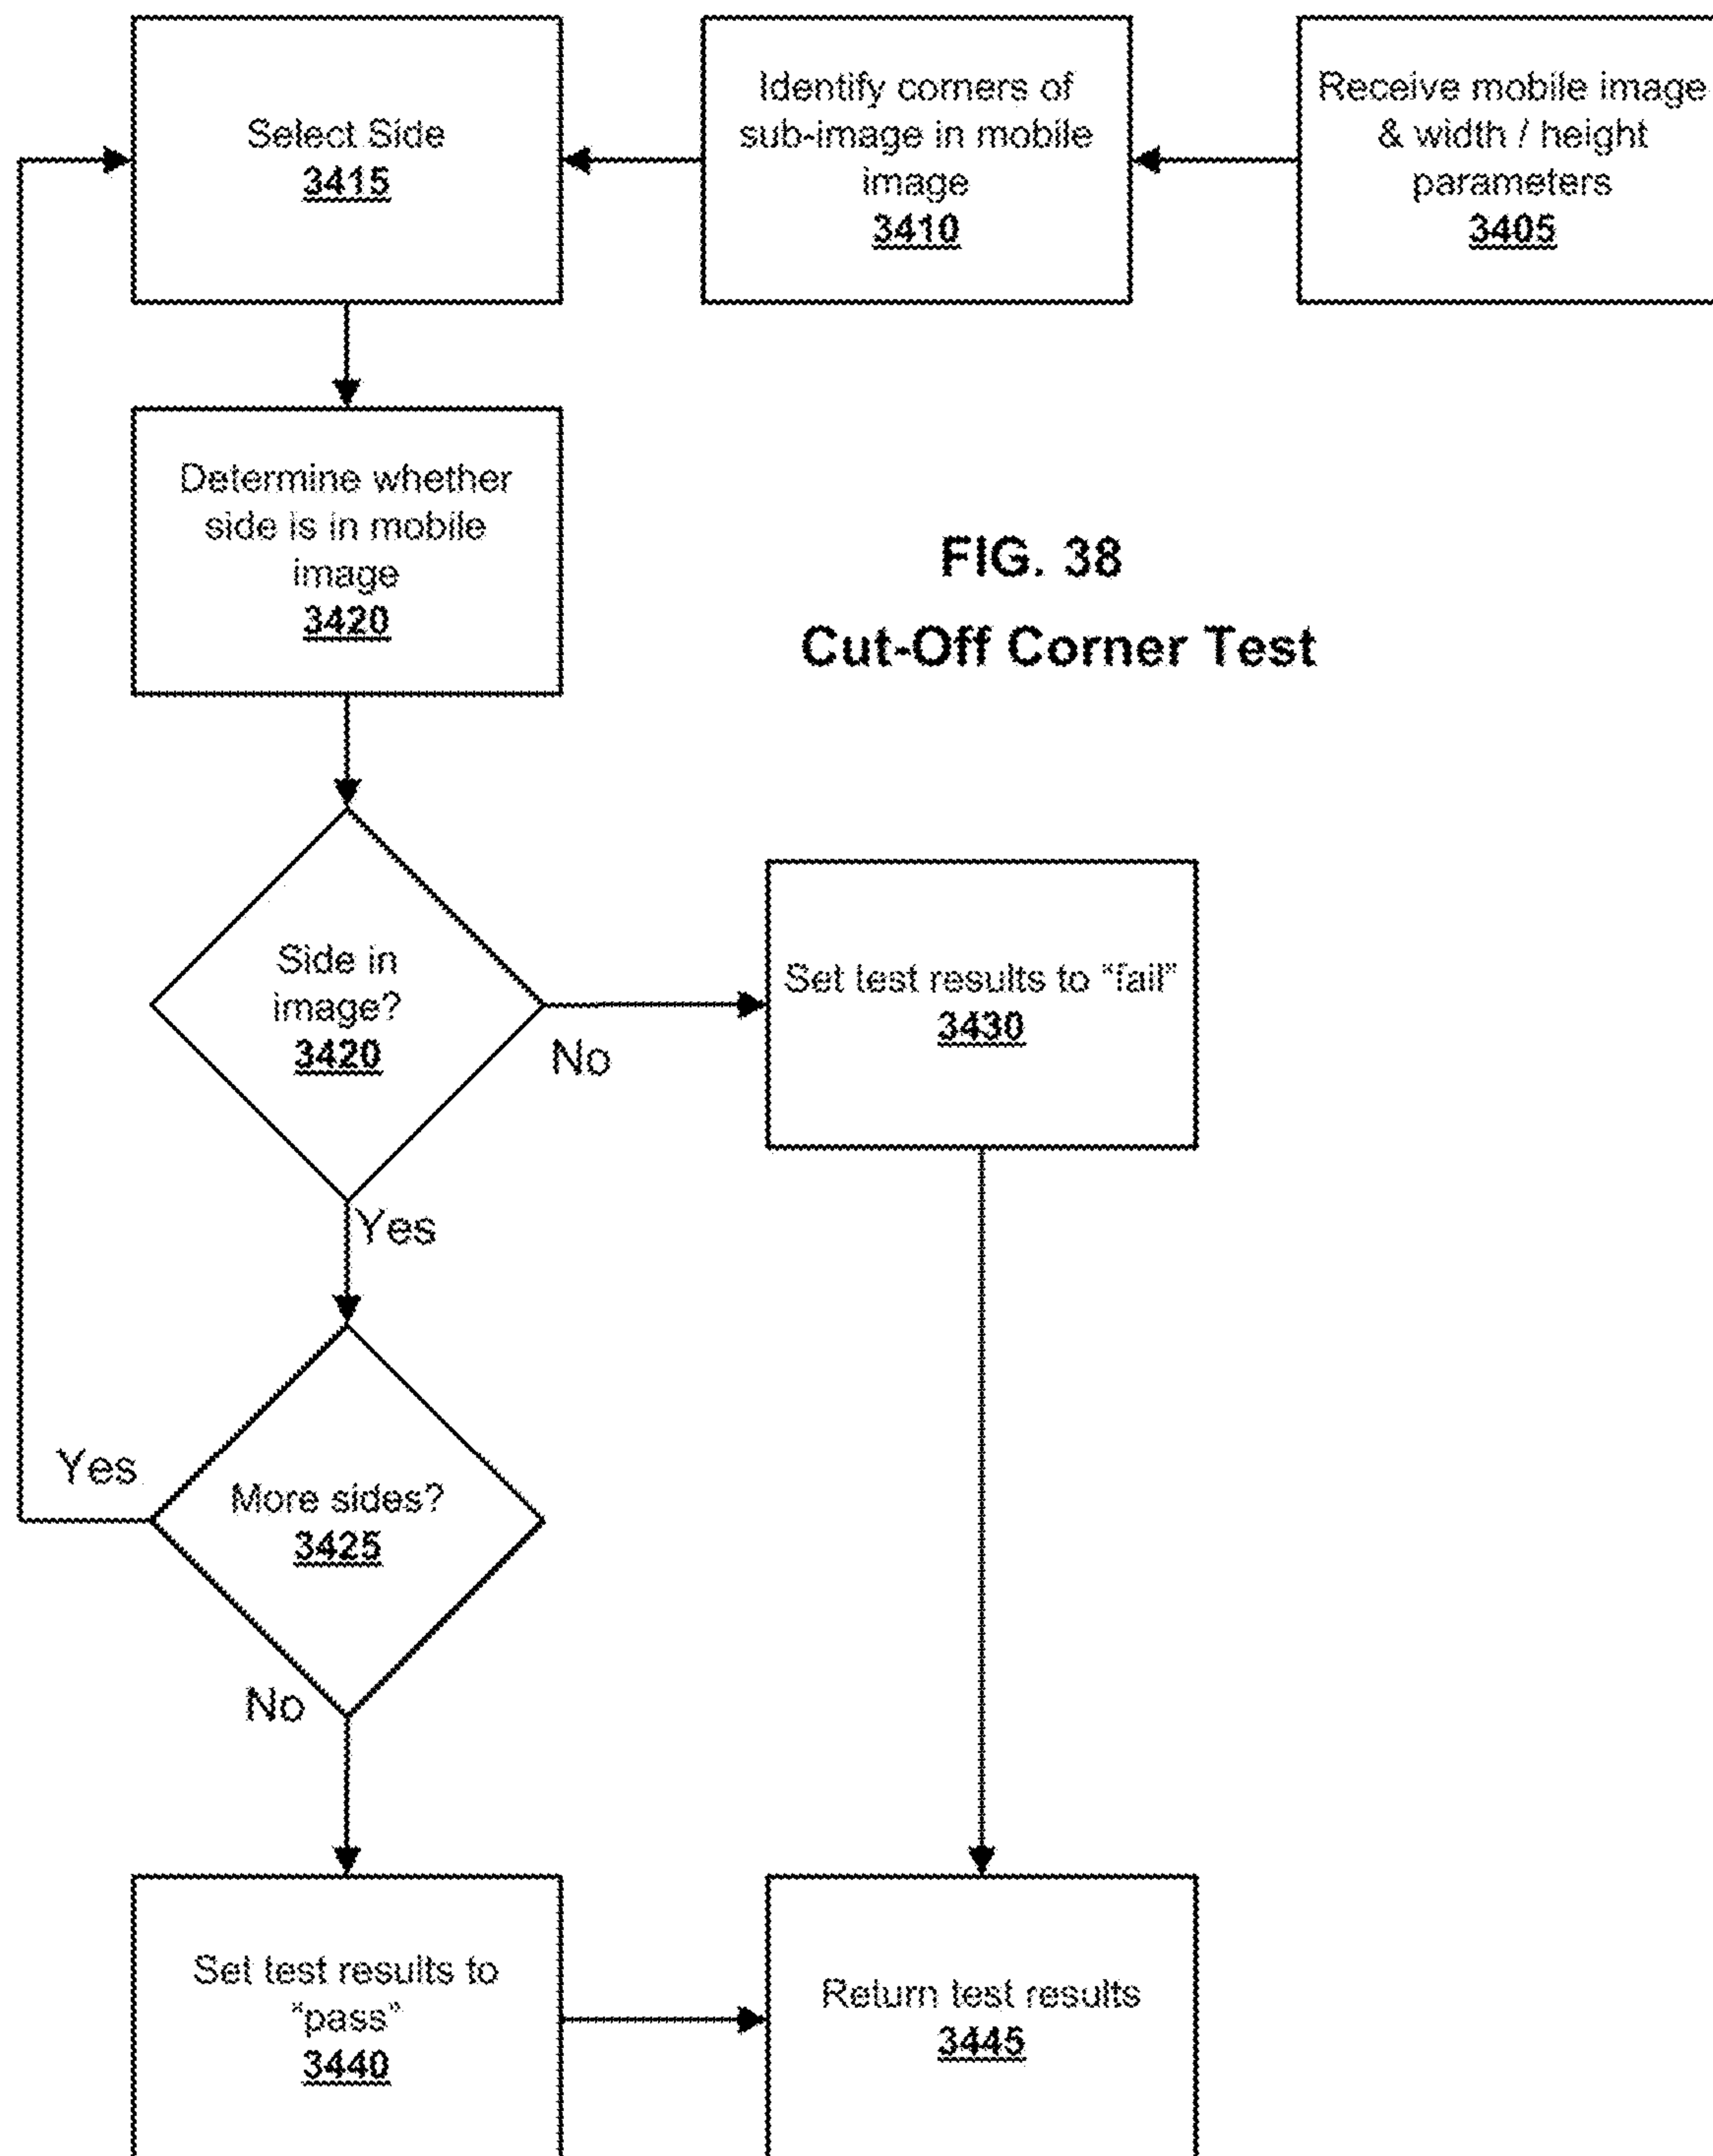 Receive mobile image
& width / height
parameters
3405
Identify corners of
sub-image in mobile
image
3410
Select Side
3415
Determine whether
side is in mobile
image
3420
FIG. 38
Cut-Off Corner Test
Side in
image?
3420
No
Set test results to "fail"
3430
Yes
Yes
More sides?
3425
No
Set test results to
"pass"
3440
Return test results
3445